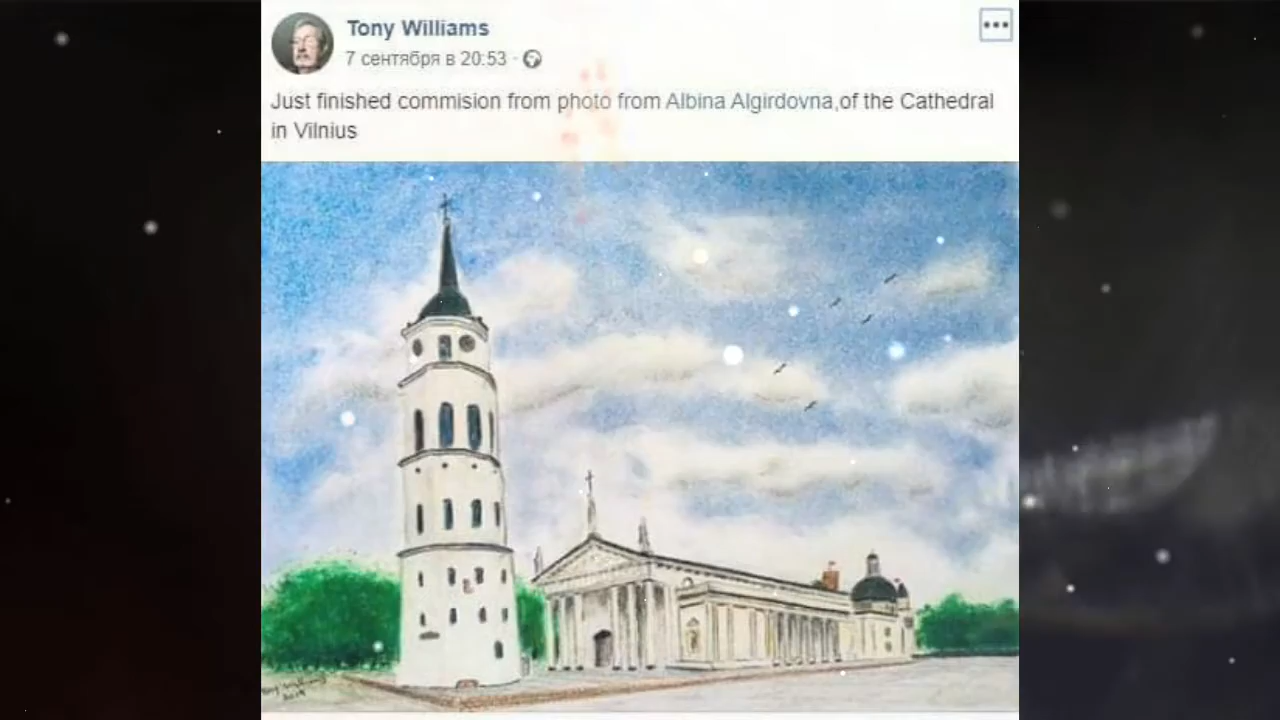 Tony Williams
7 сентября в 20:53 ·
Just finished commision from photo from Albina Algirdovna,of the Cathedral
in Vilnius